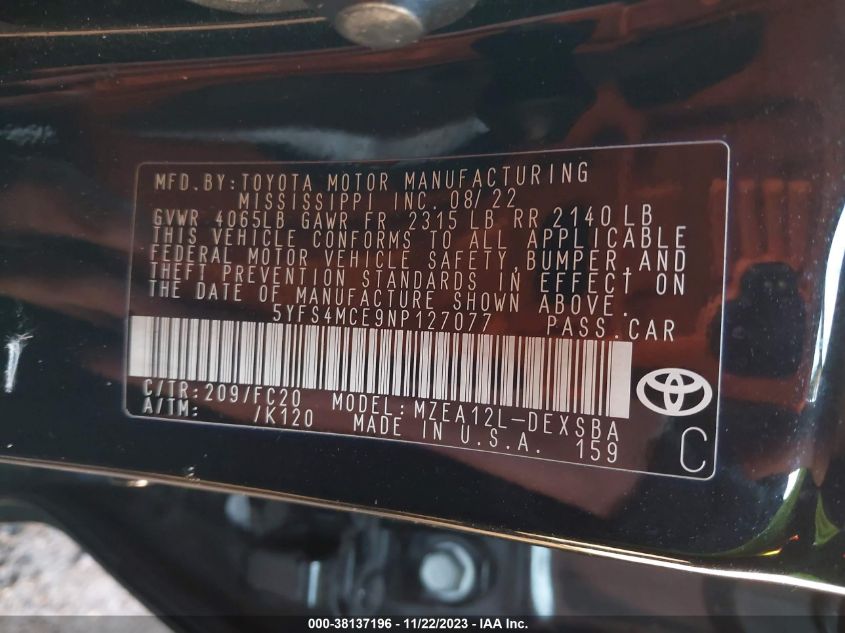 MFD.BY:TOYOTA MOTOR MANUFACTURING
MISSISSIPPI INC. 08/22
GVWR 4065LB GAWR FR 2315 LB RR 2140 LB
THIS VEHICLE CONFORMS TO ALL APPLICABLE
FEDERAL MOTOR VEHICLE SAFETY,BUMPER,AND
THEFT PREVENTION STANDARDS IN EFFECT ON
THE DATE OF MANUFACTURE SHOWN ABOVE.
5YFS4MCE9NP127077 PASS.CAR
C/TR:209/FC20 MODEL:MZEA12L-DEXSBA
A/TM: /K120 MADE IN U.S.A. 159
C
000-38137196 - 11/22/2023 - IAA Inc.